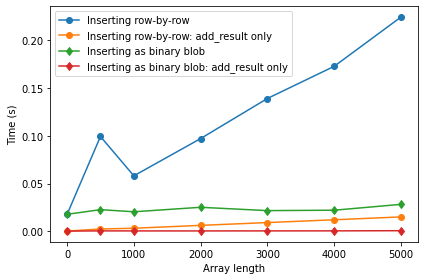 Inserting row-by-row
Inserting row-by-row: add_result only
Inserting as binary blob
Inserting as binary blob: add_result only
Time (s)
0.20
0.15
0.10
0.05
0.00
0 1000 2000 3000 4000 5000
Array length